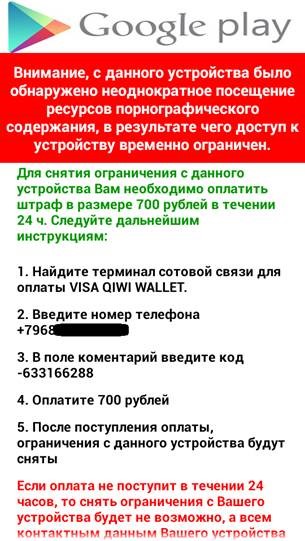 Google play
Внимание, с данного устройства было
обнаружено неоднократное посещение
ресурсов порнографического
содержания, в результате чего доступ к
устройству временно ограничен.
Для снятия ограничения с данного
устройства Вам необходимо оплатить
штраф в размере 700 рублей в течении
24 ч. Следуйте дальнейшим
инструкциям:
1. Найдите терминал сотовой связи для
оплаты VISA QIWI WALLET.
2. Введите номер телефона
+7968
3. В поле коментарий введите код
-633166288
4. Оплатите 700 рублей
5. После поступления оплаты,
ограничения с данного устройства будут
сняты
Если оплата не поступит в течении 24
часов, то снять ограничения с Вашего
устройства будет не возможно, а всем
контактным данным Вашего устройства